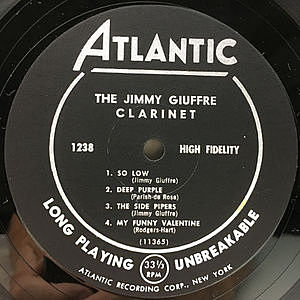 ATLANTIC
THE JIMMY GIUFFRE
CLARINET
1238 HIGH FIDELITY
1. SO LOW
(Jimmy Giuffre)
2. DEEP PURPLE
(Parish-de Rosa)
3. THE SIDE PIPERS
(Jimmy Giuffre)
4. MY FUNNY VALENTINE
(Rodgers-Hart)
(11365)
LONG PLAYING 33⅓ RPM UNBREAKABLE
ATLANTIC RECORDING CORP., NEW YORK